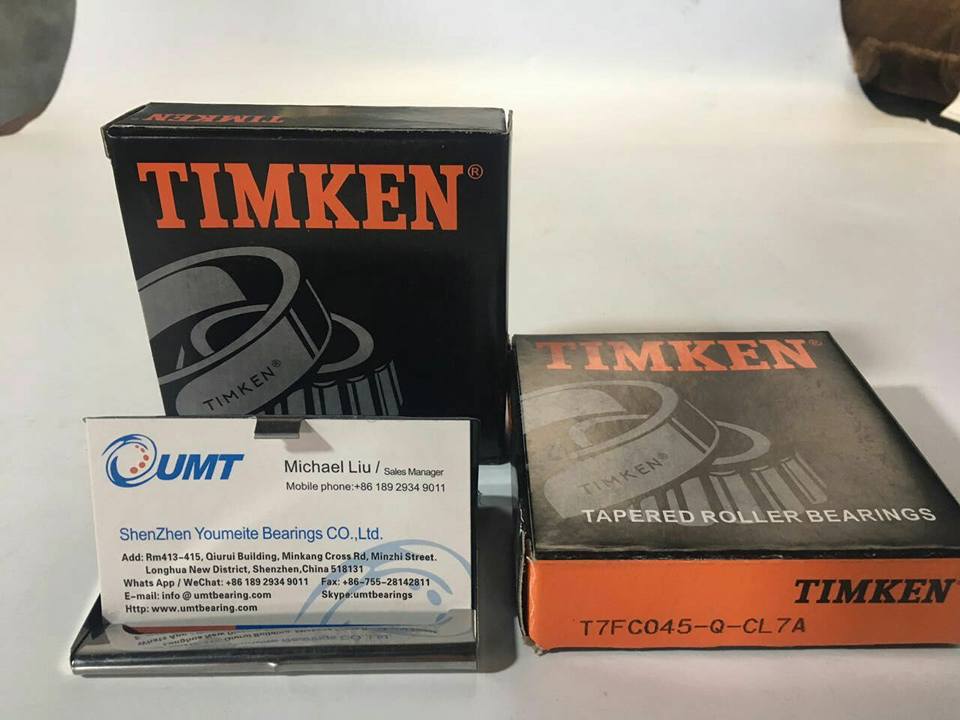 TIMKEN
TIMKEN®
TIMKEN®
UMT
Michael Liu / Sales Manager
Mobile phone:+86 189 2934 9011
ShenZhen Youmeite Bearings CO.,Ltd.
Add: Rm413-415, Qiurui Building, Minkang Cross Rd, Minzhi Street.
Longhua New District, Shenzhen,China 518131
Whats App / WeChat: +86 189 2934 9011 Fax: +86-755-28142811
E-mail: info @ umtbearing.com Skype:umtbearings
Http: www.umtbearing.com
TIMKEN®
TIMKEN®
TAPERED ROLLER BEARINGS
TIMKEN
T7FC045-Q-CL7A